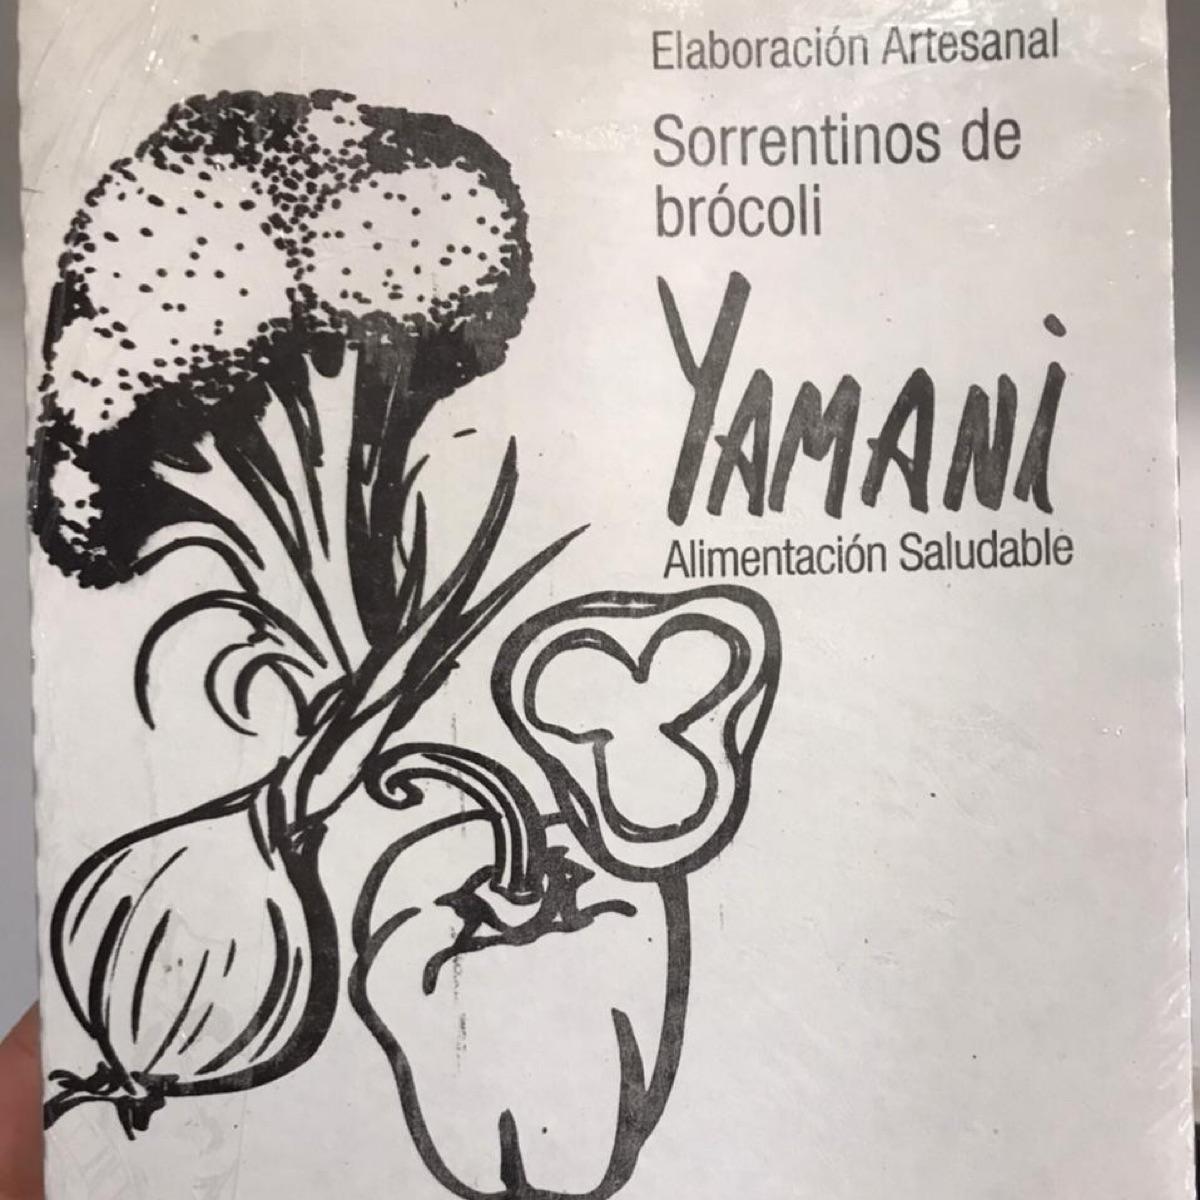 Elaboración Artesanal
Sorrentinos de
brócoli
YAMANi
Alimentación Saludable